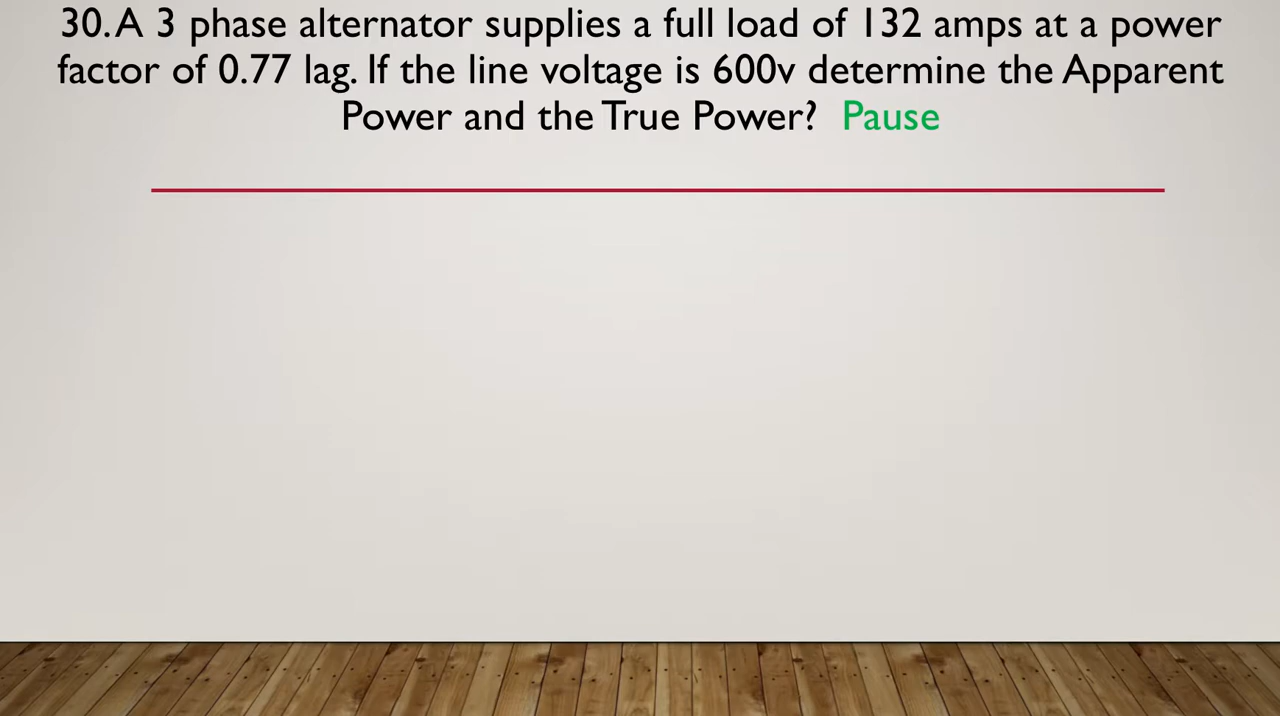 30. A 3 phase alternator supplies a full load of 132 amps at a power
factor of 0.77 lag. If the line voltage is 600v determine the Apparent
Power and the True Power? Pause